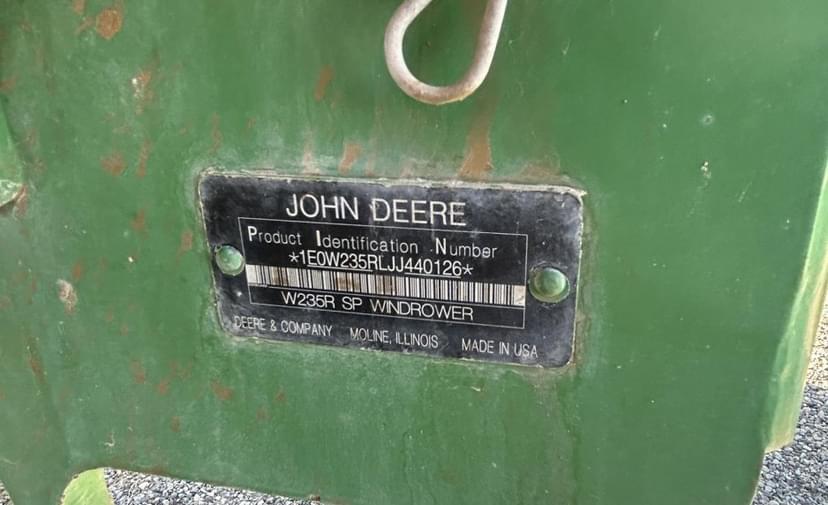 JOHN DEERE
Product Identification Number
*1E0W235RLJJ440126*
W235R SP WINDROWER
DEERE & COMPANY MOLINE, ILLINOIS MADE IN USA